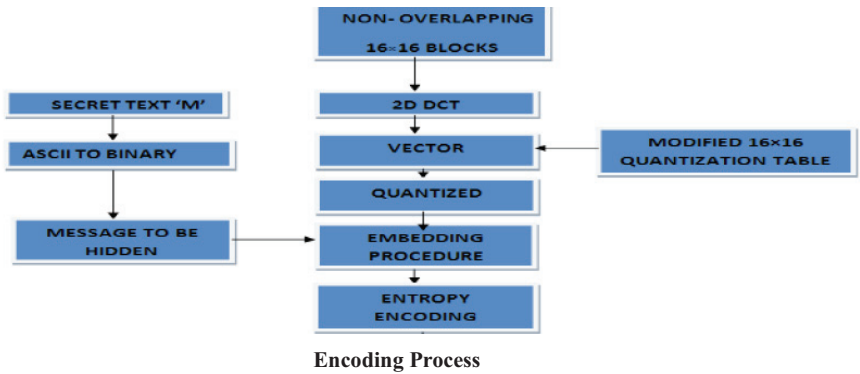 NON- OVERLAPPING
16×16 BLOCKS
SECRET TEXT ‘M’
2D DCT
ASCII TO BINARY
VECTOR
MODIFIED 16×16
QUANTIZATION TABLE
QUANTIZED
MESSAGE TO BE
HIDDEN
EMBEDDING
PROCEDURE
ENTROPY
ENCODING
Encoding Process